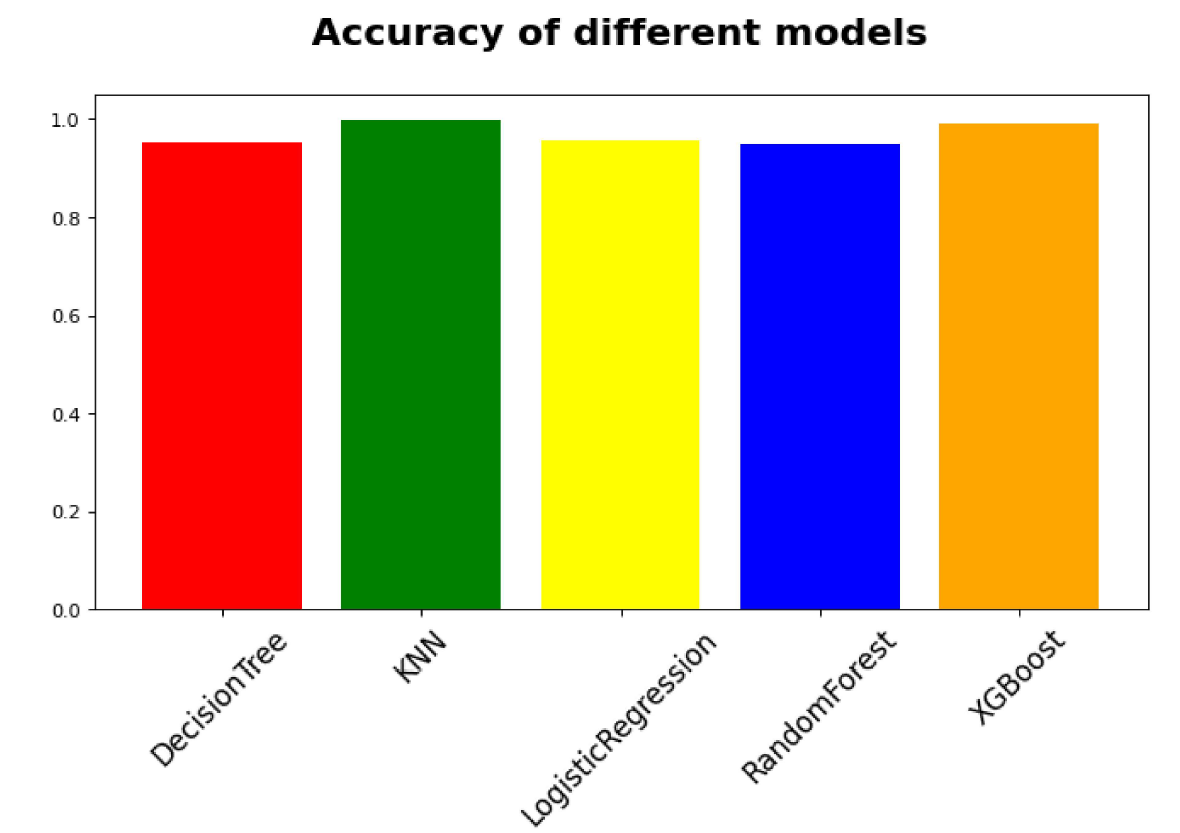 Accuracy of different models
1.0
0.8
0.6
0.4
0.2
0.0
DecisionTree
KNN
LogisticRegression
RandomForest
XGBoost